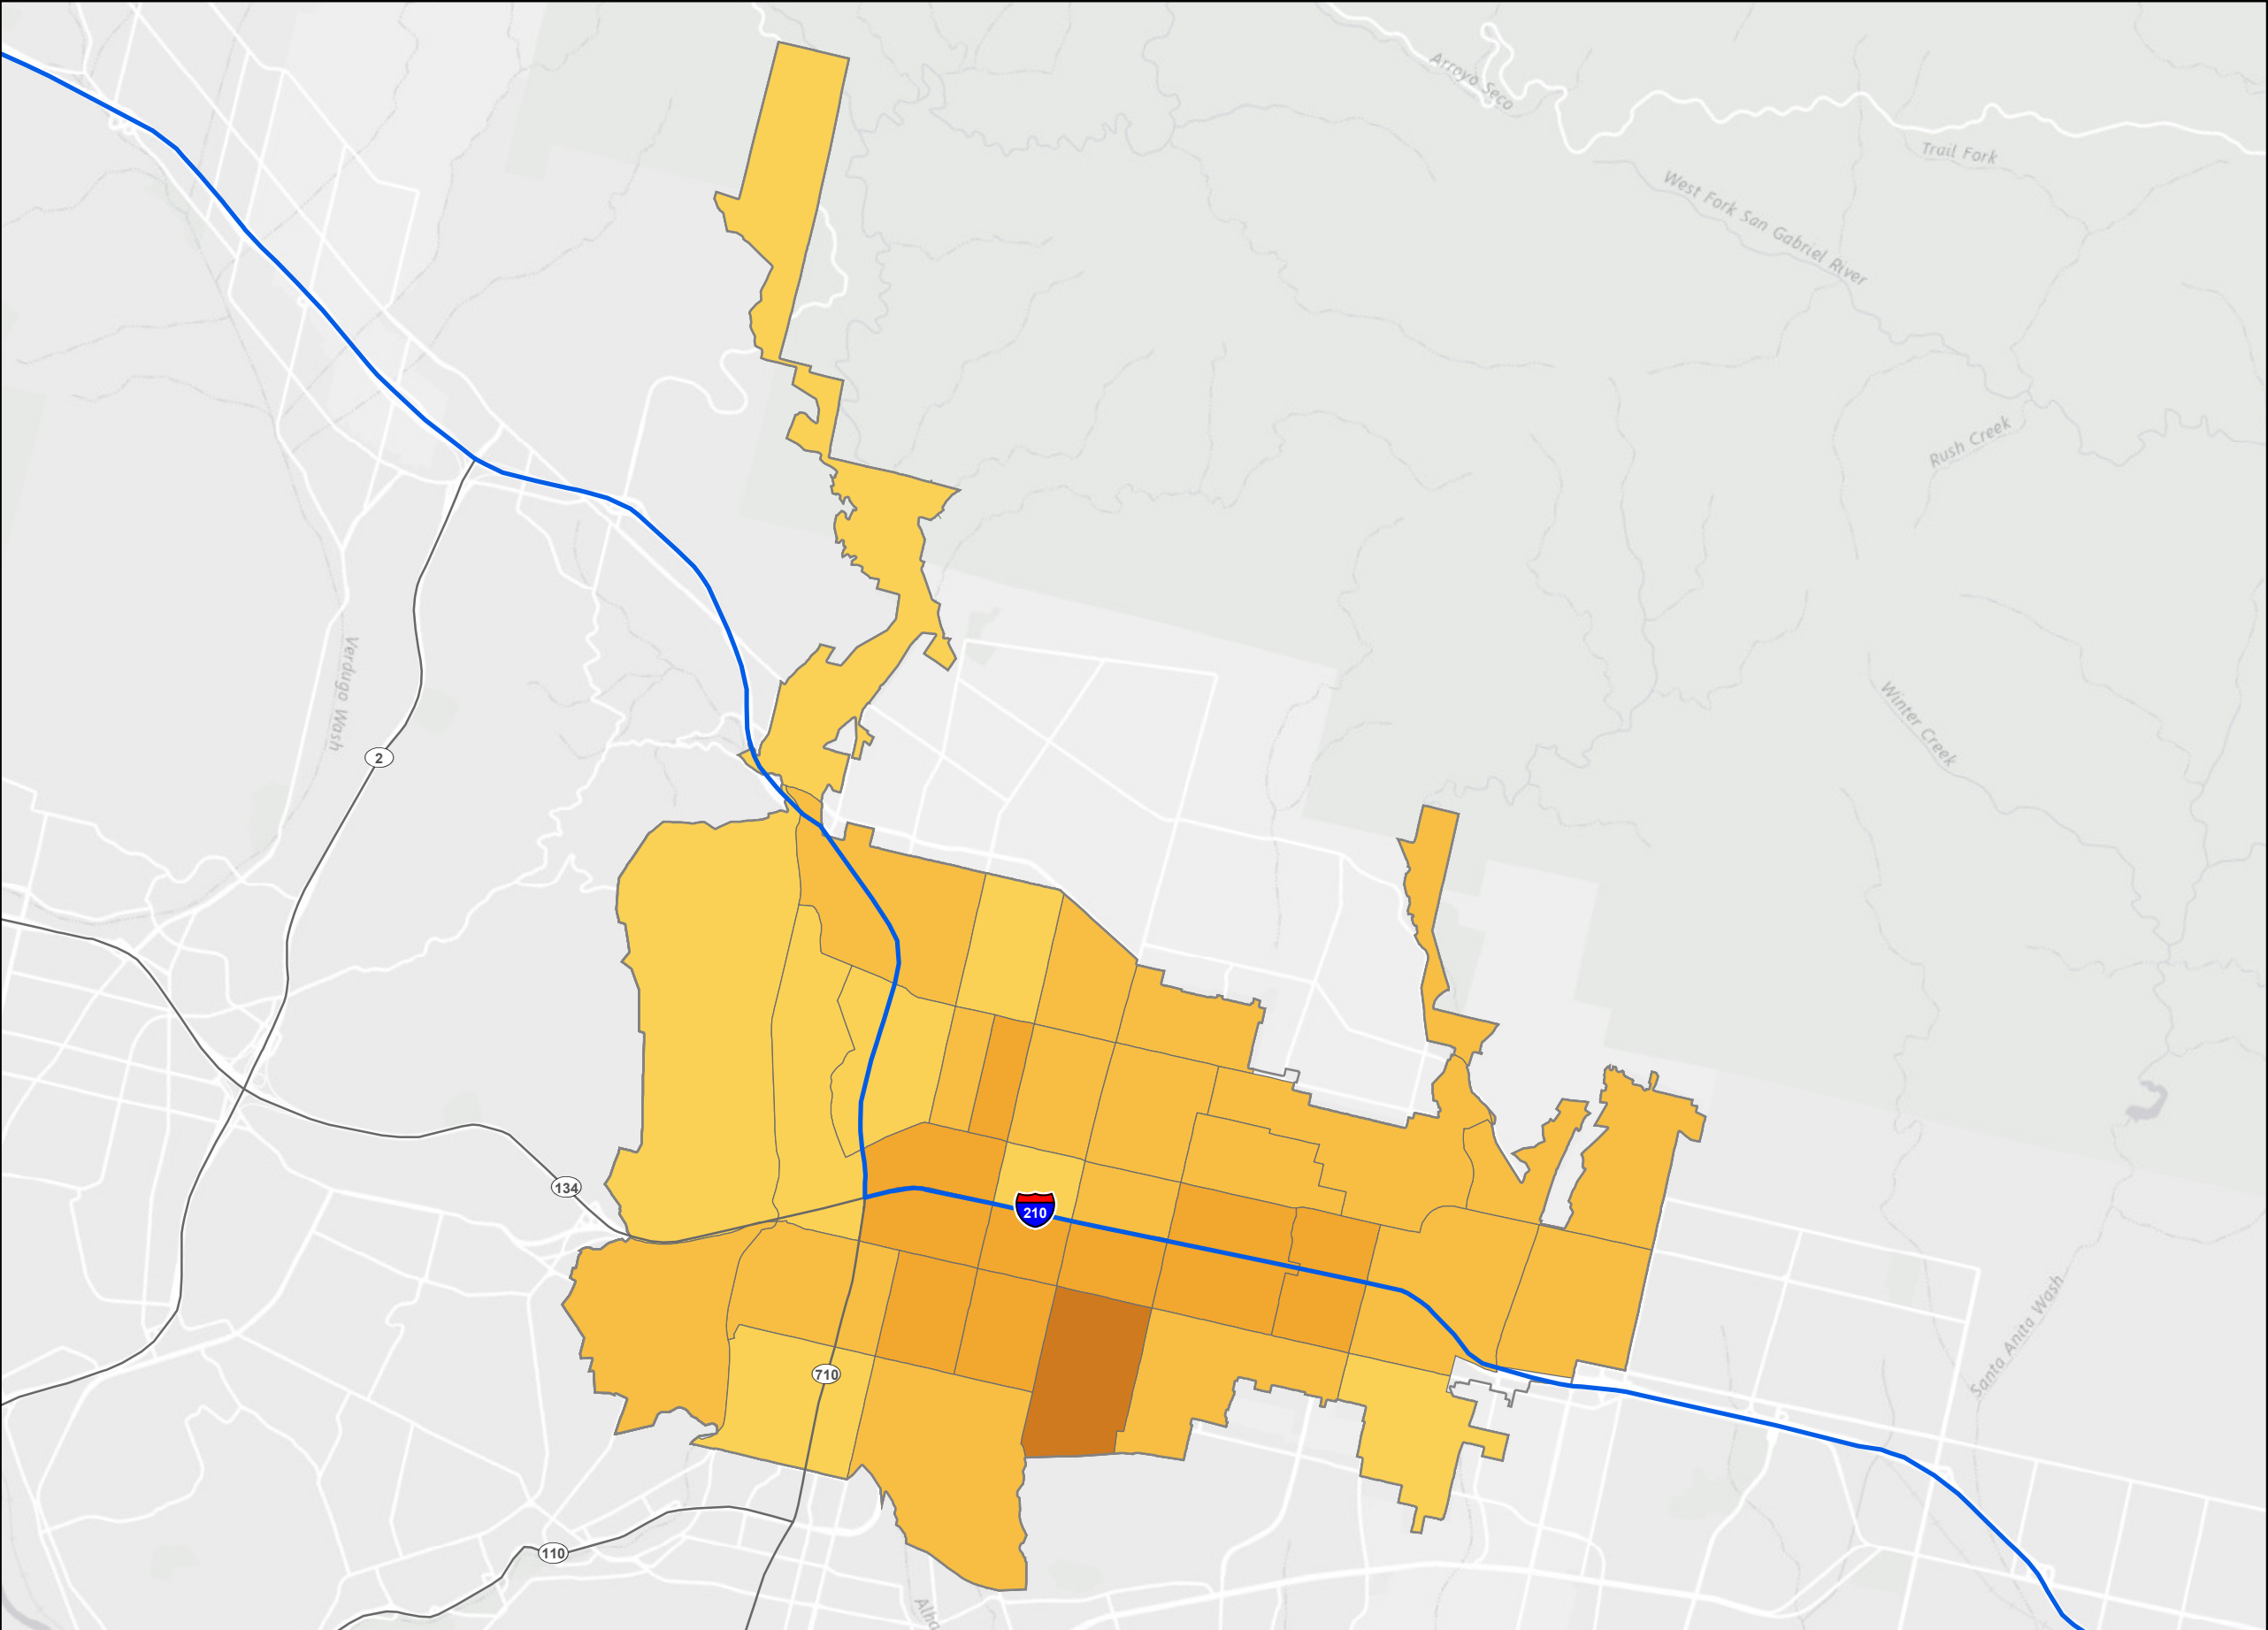 Arroyo Seco
Trail Fork
West Fork San Gabriel River
Rush Creek
Verdugo Wash
Winter Creek
2
134
210
Santa Anita Wash
710
110
Alha